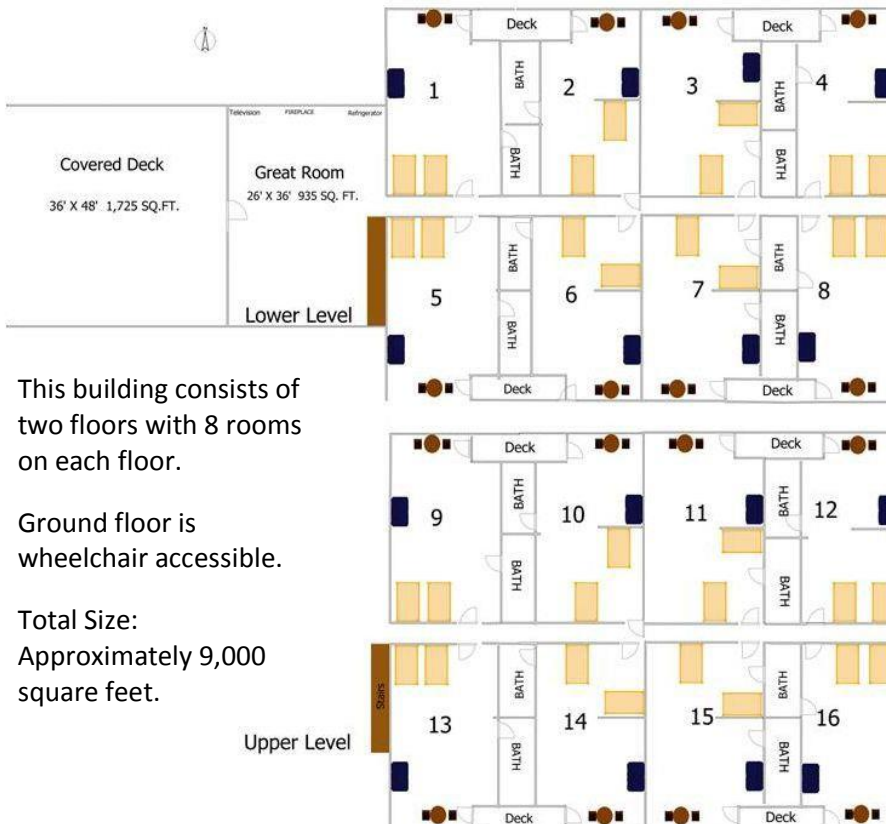 Deck
Deck
1
BATH
2
3
BATH
4
BATH
BATH
Television
FIREPLACE
Refrigerator
Covered Deck
36' X 48' 1,725 SQ.FT.
Great Room
26' X 36' 935 SQ. FT.
Lower Level
5
BATH
BATH
6
7
BATH
BATH
8
Deck
Deck
This building consists of
two floors with 8 rooms
on each floor.
Ground floor is
wheelchair accessible.
Total Size:
Approximately 9,000
square feet.
Deck
Deck
9
BATH
10
11
BATH
12
BATH
BATH
Stairs
Upper Level
13
BATH
BATH
14
15
BATH
BATH
16
Deck
Deck